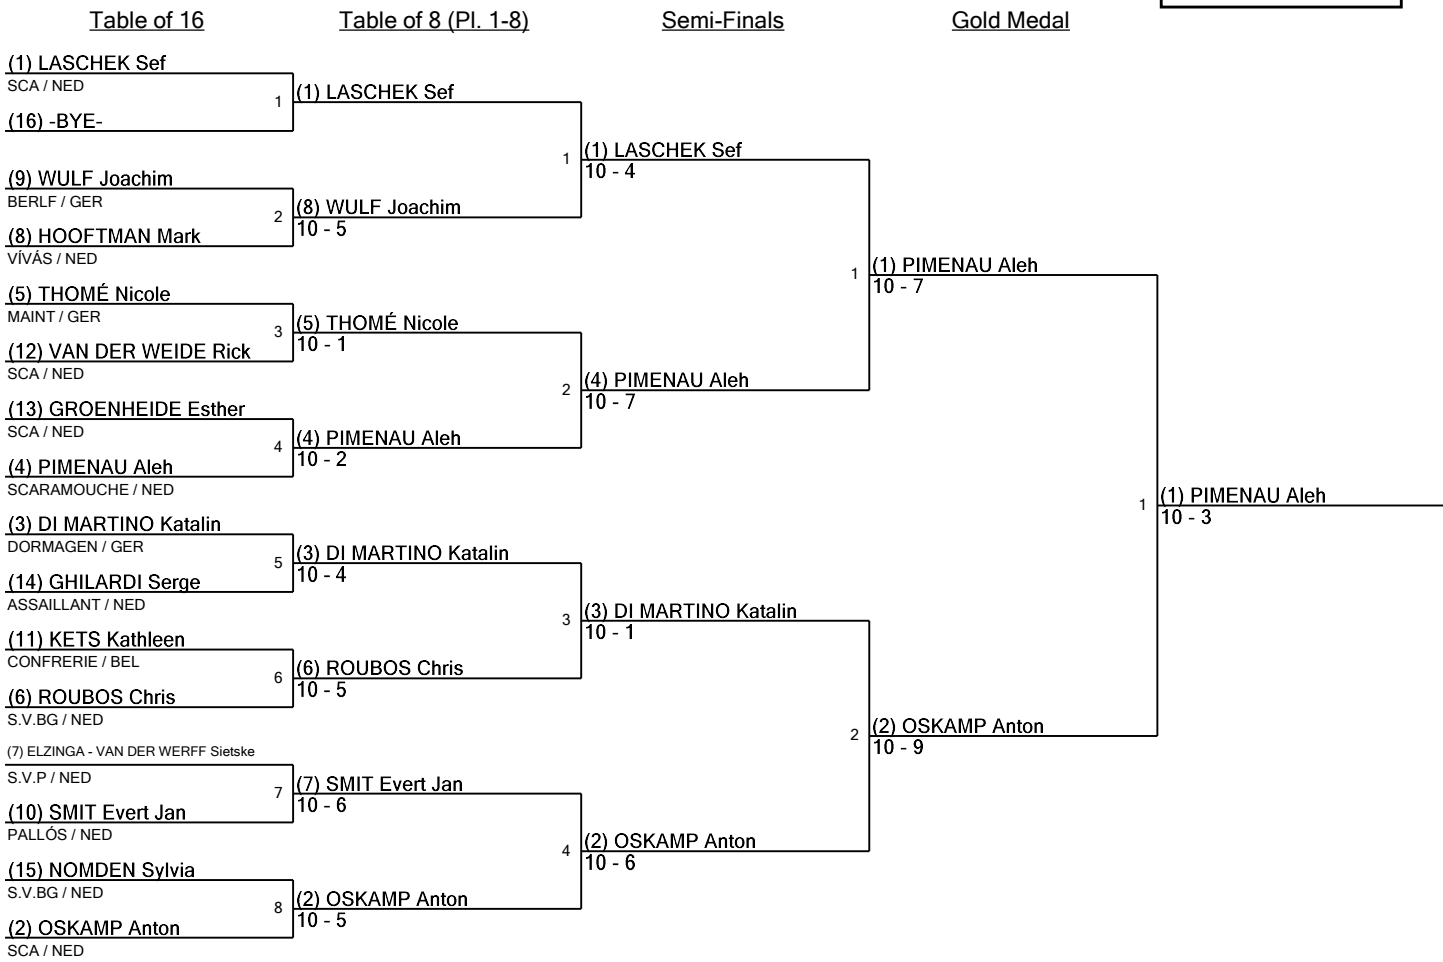 Table of 16
Table of 8 (Pl. 1-8)
Semi-Finals
Gold Medal
(1) LASCHEK Sef
SCA / NED
1
(16) -BYE-
(9) WULF Joachim
BERLF / GER
2
(8) HOOFTMAN Mark
VÍVÁS / NED
(5) THOMÉ Nicole
MAINT / GER
3
(12) VAN DER WEIDE Rick
SCA / NED
(13) GROENHEIDE Esther
SCA / NED
4
(4) PIMENAU Aleh
SCARAMOUCHE / NED
(3) DI MARTINO Katalin
DORMAGEN / GER
5
(14) GHILARDI Serge
ASSAILLANT / NED
(11) KETS Kathleen
CONFRERIE / BEL
6
(6) ROUBOS Chris
S.V.BG / NED
(7) ELZINGA - VAN DER WERFF Sietske
S.V.P / NED
7
(10) SMIT Evert Jan
PALLÓS / NED
(15) NOMDEN Sylvia
S.V.BG / NED
8
(2) OSKAMP Anton
SCA / NED
(1) LASCHEK Sef
1
(8) WULF Joachim
10 - 5
(5) THOMÉ Nicole
10 - 1
2
(4) PIMENAU Aleh
10 - 2
(3) DI MARTINO Katalin
10 - 4
3
(6) ROUBOS Chris
10 - 5
(7) SMIT Evert Jan
10 - 6
4
(2) OSKAMP Anton
10 - 5
(1) LASCHEK Sef
10 - 4
1
(4) PIMENAU Aleh
10 - 7
(3) DI MARTINO Katalin
10 - 1
2
(2) OSKAMP Anton
10 - 6
(1) PIMENAU Aleh
10 - 7
1
(2) OSKAMP Anton
10 - 9
(1) PIMENAU Aleh
10 - 3